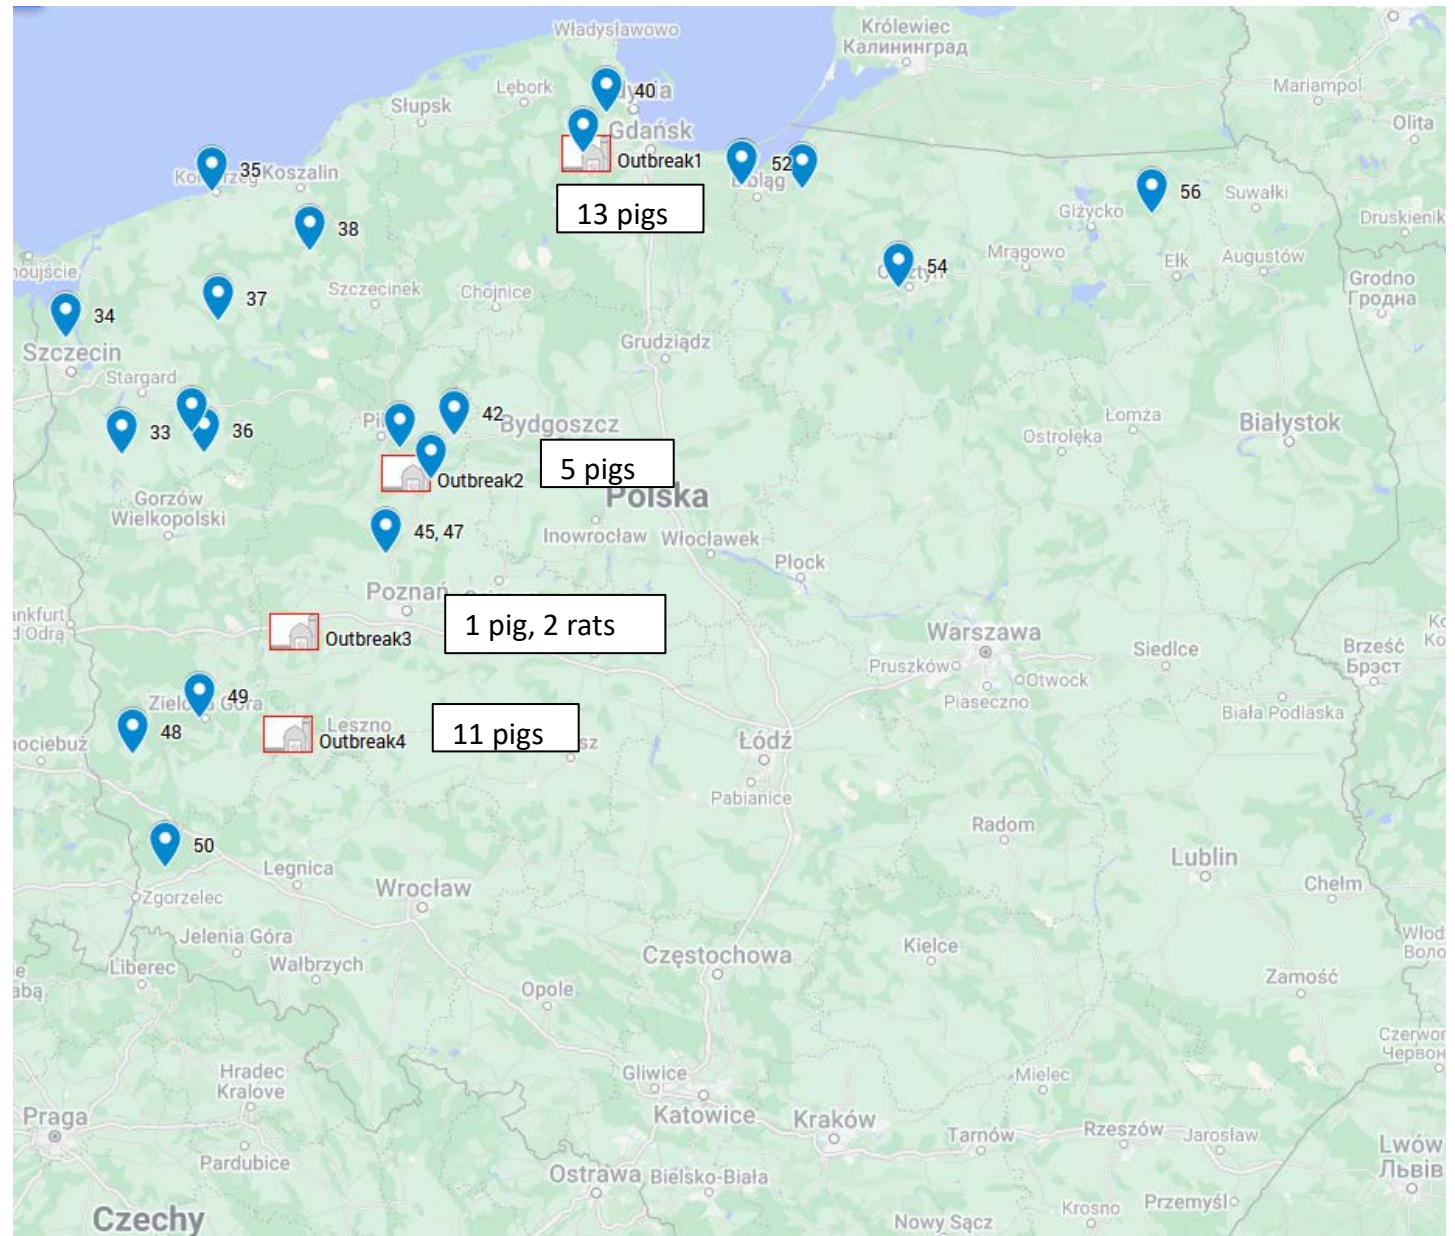 Władysławowo
Królewiec
Калининград
Lębork
40
Słupsk
Gdańsk
Mariampol
Olita
Outbreak1
35
Koszalin
52
13 pigs
38
56
Suwałki
Giżycko
Druskienik
54
Mrągowo
Ełk
Augustów
Grodno
Гродна
37
Szczecinek
Chojnice
34
Szczecin
Grudziądz
Stargard
33
36
42
Bydgoszcz
Łomża
Ostrołęka
Białystok
Outbreak2
5 pigs
Polska
Gorzów
Wielkopolski
45, 47
Inowrocław
Włocławek
Płock
Poznań
1 pig, 2 rats
Outbreak3
Warszawa
Pruszków
Otwock
Piaseczno
Siedlce
Brześć
Брэст
Biała Podlaska
49
48
Leszno
Outbreak4
11 pigs
Łódź
Pabianice
50
Zgorzelec
Legnica
Wrocław
Radom
Lublin
Chełm
Jelenia Góra
Liberec
Wałbrzych
Częstochowa
Kielce
Zamość
Opole
Hradec
Kralove
Gliwice
Katowice
Kraków
Mielec
Tarnów
Rzeszów
Jarosław
Praga
Pardubice
Ostrawa
Bielsko-Biała
Lwów
Львів
Krosno
Przemyśl
Nowy Sącz
Czechy